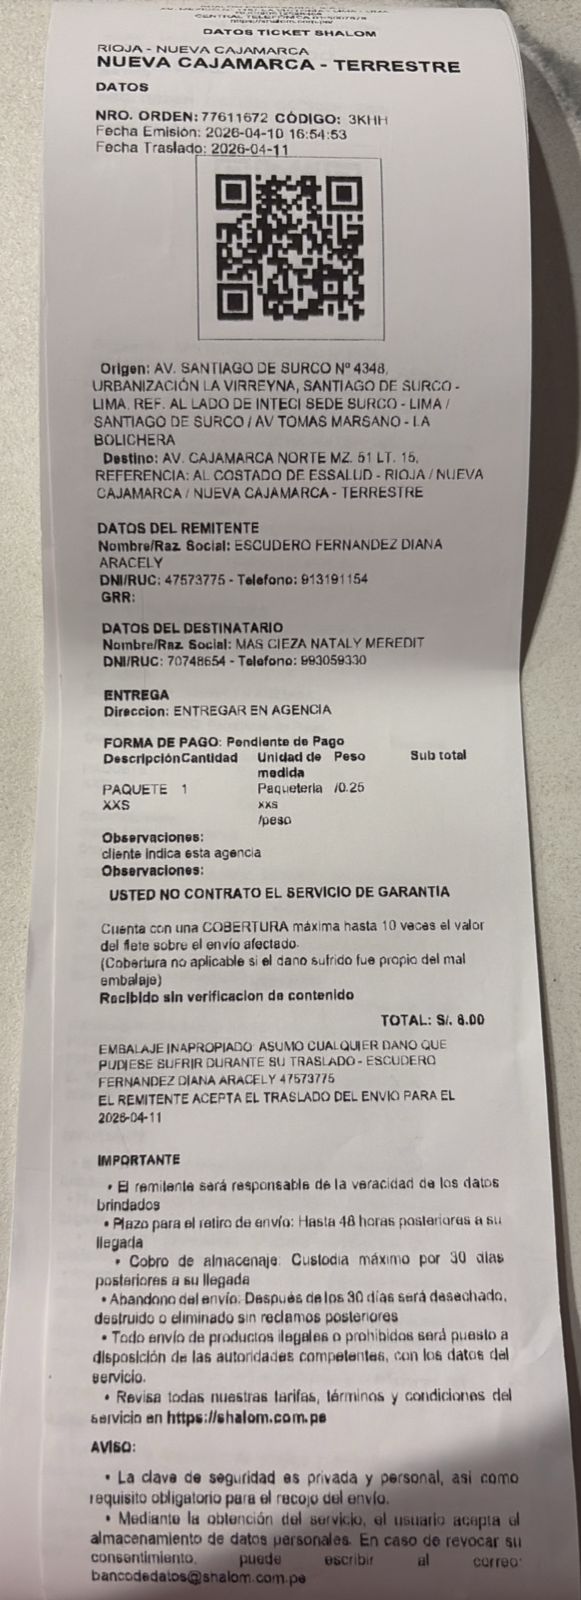 https://shalom.com.pe/
DATOS TICKET SHALOM
RIOJA - NUEVA CAJAMARCA
NUEVA CAJAMARCA - TERRESTRE
DATOS
NRO. ORDEN: 77611672 CÓDIGO: 3KHH
Fecha Emisión: 2026-04-10 16:54:53
Fecha Traslado: 2026-04-11
Origen: AV. SANTIAGO DE SURCO Nº 4348,
URBANIZACIÓN LA VIRREYNA, SANTIAGO DE SURCO -
LIMA, REF. AL LADO DE INTECI SEDE SURCO - LIMA /
SANTIAGO DE SURCO / AV TOMAS MARSANO - LA
BOLICHERA
Destino: AV. CAJAMARCA NORTE MZ. 51 LT. 15,
REFERENCIA: AL COSTADO DE ESSALUD - RIOJA / NUEVA
CAJAMARCA / NUEVA CAJAMARCA - TERRESTRE
DATOS DEL REMITENTE
Nombre/Raz. Social: ESCUDERO FERNANDEZ DIANA
ARACELY
DNI/RUC: 47573775 - Telefono: 913191154
GRR:
DATOS DEL DESTINATARIO
Nombre/Raz. Social: MAS CIEZA NATALY MEREDIT
DNI/RUC: 70748654 - Telefono: 993059330
ENTREGA
Direccion: ENTREGAR EN AGENCIA
FORMA DE PAGO: Pendiente de Pago
Descripción Cantidad Unidad de Peso Sub total
medida
PAQUETE 1 Paqueteria /0.25
XXS xxs
/peso
Observaciones:
cliente indica esta agencia
Observaciones:
USTED NO CONTRATO EL SERVICIO DE GARANTIA
Cuenta con una COBERTURA máxima hasta 10 veces el valor
del flete sobre el envío afectado.
(Cobertura no aplicable si el dano sufrido fue propio del mal
embalaje)
Recibido sin verificacion de contenido
TOTAL: S/. 8.00
EMBALAJE INAPROPIADO: ASUMO CUALQUIER DANO QUE
PUDIESE SUFRIR DURANTE SU TRASLADO - ESCUDERO
FERNANDEZ DIANA ARACELY 47573775
EL REMITENTE ACEPTA EL TRASLADO DEL ENVIO PARA EL
2026-04-11
IMPORTANTE
• El remitente será responsable de la veracidad de los datos
brindados
• Plazo para el retiro de envío: Hasta 48 horas posteriores a su
llegada
• Cobro de almacenaje: Custodia máximo por 30 días
posteriores a su llegada
• Abandono del envío: Después de los 30 días será desechado,
destruido o eliminado sin reclamos posteriores
• Todo envío de productos ilegales o prohibidos será puesto a
disposición de las autoridades competentes, con los datos del
servicio.
• Revisa todas nuestras tarifas, términos y condiciones del
servicio en https://shalom.com.pe
AVISO:
• La clave de seguridad es privada y personal, asi como
requisito obligatorio para el recojo del envío.
• Mediante la obtención del servicio, el usuario acepta el
almacenamiento de datos personales. En caso de revocar su
consentimiento, puede escribir al correo:
bancodedatos@shalom.com.pe